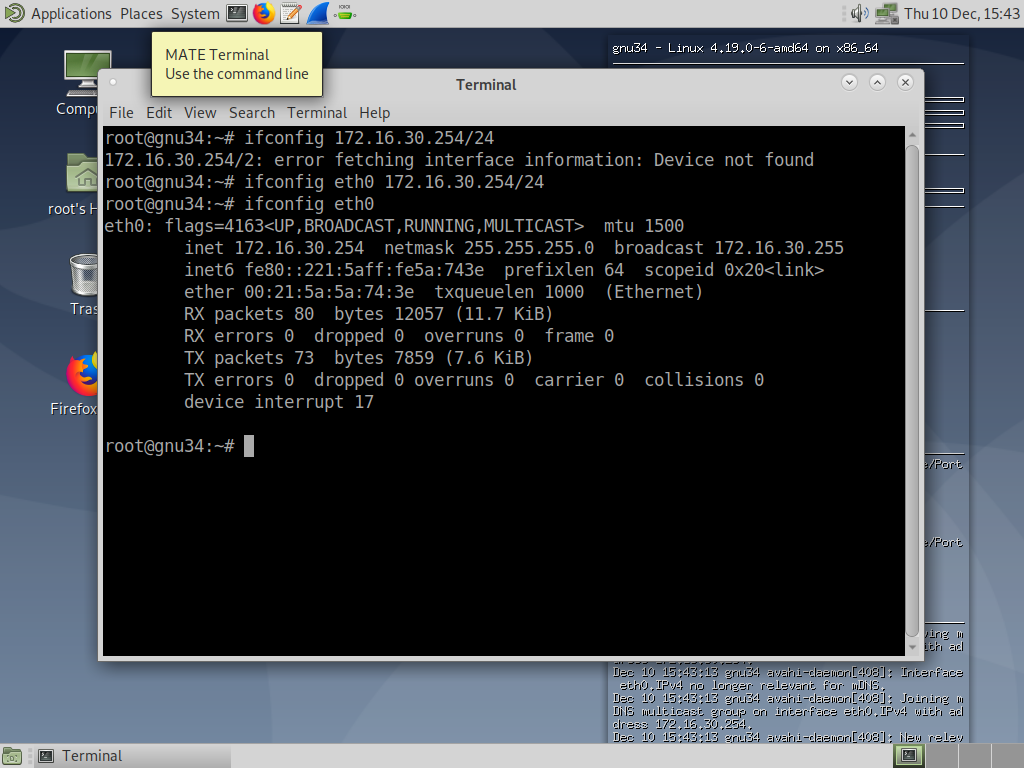 Applications Places System
Thu 10 Dec, 15:43
MATE Terminal
Use the command line
gnu34 - Linux 4.19.0-6-amd64 on x86_64
Terminal
File Edit View Search Terminal Help
root@gnu34:~# ifconfig 172.16.30.254/24
172.16.30.254/2: error fetching interface information: Device not found
root@gnu34:~# ifconfig eth0 172.16.30.254/24
root@gnu34:~# ifconfig eth0
eth0: flags=4163<UP,BROADCAST,RUNNING,MULTICAST>  mtu 1500
        inet 172.16.30.254  netmask 255.255.255.0  broadcast 172.16.30.255
        inet6 fe80::221:5aff:fe5a:743e  prefixlen 64  scopeid 0x20<link>
        ether 00:21:5a:5a:74:3e  txqueuelen 1000  (Ethernet)
        RX packets 80  bytes 12057 (11.7 KiB)
        RX errors 0  dropped 0  overruns 0  frame 0
        TX packets 73  bytes 7859 (7.6 KiB)
        TX errors 0  dropped 0 overruns 0  carrier 0  collisions 0
        device interrupt 17
root@gnu34:~#
Compu
root's H
Tras
Firefox
e/Port
e/Port
ving m
ith ad
Dec 10 15:43:13 gnu34 avahi-daemon[408]: Interface
eth0.IPv4 no longer relevant for mDNS.
Dec 10 15:43:13 gnu34 avahi-daemon[408]: Joining m
DNS multicast group on interface eth0.IPv4 with ad
dress 172.16.30.254.
Dec 10 15:43:13 gnu34 avahi-daemon[408]: New relev
Terminal